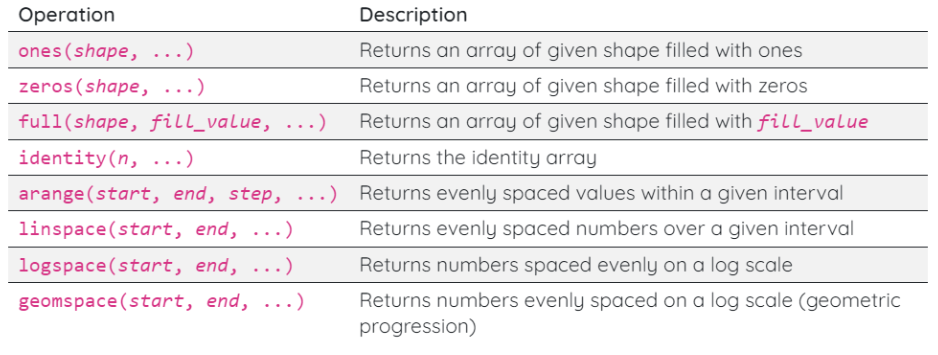 Operation Description
ones(shape, ...) Returns an array of given shape filled with ones
zeros(shape, ...) Returns an array of given shape filled with zeros
full(shape, fill_value, ...) Returns an array of given shape filled with fill_value
identity(n, ...) Returns the identity array
arange(start, end, step, ...) Returns evenly spaced values within a given interval
linspace(start, end, ...) Returns evenly spaced numbers over a given interval
logspace(start, end, ...) Returns numbers spaced evenly on a log scale
geomspace(start, end, ...) Returns numbers evenly spaced on a log scale (geometric
progression)